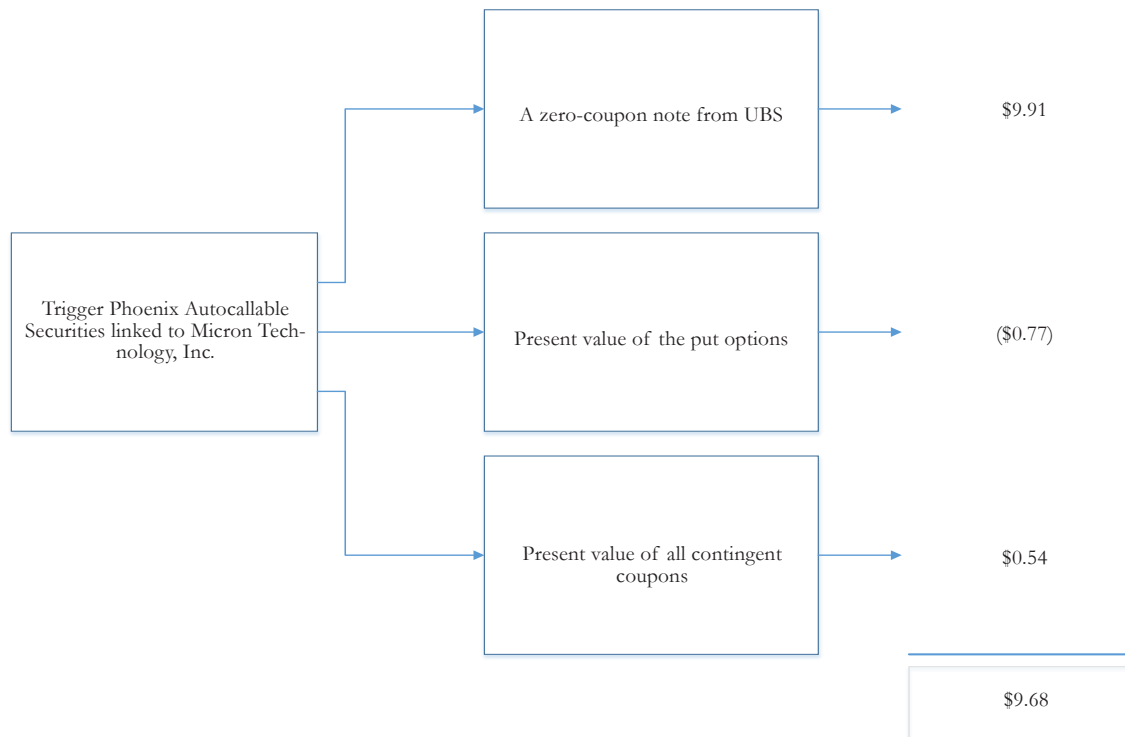 A zero-coupon note from UBS
$9.91
Trigger Phoenix Autocallable
Securities linked to Micron Tech-
nology, Inc.
Present value of the put options
($0.77)
Present value of all contingent
coupons
$0.54
$9.68